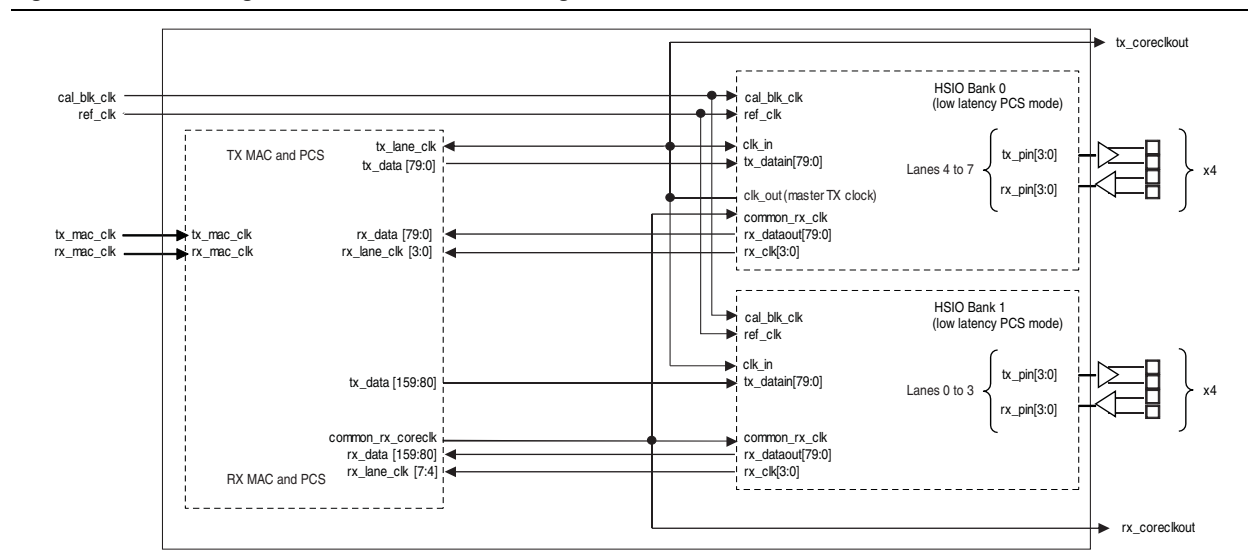 tx_coreclkout
cal_blk_clk
ref_clk
TX MAC and PCS
tx_lane_clk
tx_data [79:0]
tx_mac_clk
rx_mac_clk
tx_mac_clk
rx_mac_clk
rx_data [79:0]
rx_lane_clk [3:0]
tx_data [159:80]
common_rx_coreclk
rx_data [159:80]
rx_lane_clk [7:4]
RX MAC and PCS
HSIO Bank 0
(low latency PCS mode)
cal_blk_clk
ref_clk
clk_in
tx_datain[79:0]
clk_out (master TX clock)
common_rx_clk
rx_dataout[79:0]
rx_clk[3:0]
Lanes 4 to 7
tx_pin[3:0]
rx_pin[3:0]
x4
HSIO Bank 1
(low latency PCS mode)
cal_blk_clk
ref_clk
clk_in
tx_datain[79:0]
common_rx_clk
rx_dataout[79:0]
rx_clk[3:0]
Lanes 0 to 3
tx_pin[3:0]
rx_pin[3:0]
x4
rx_coreclkout